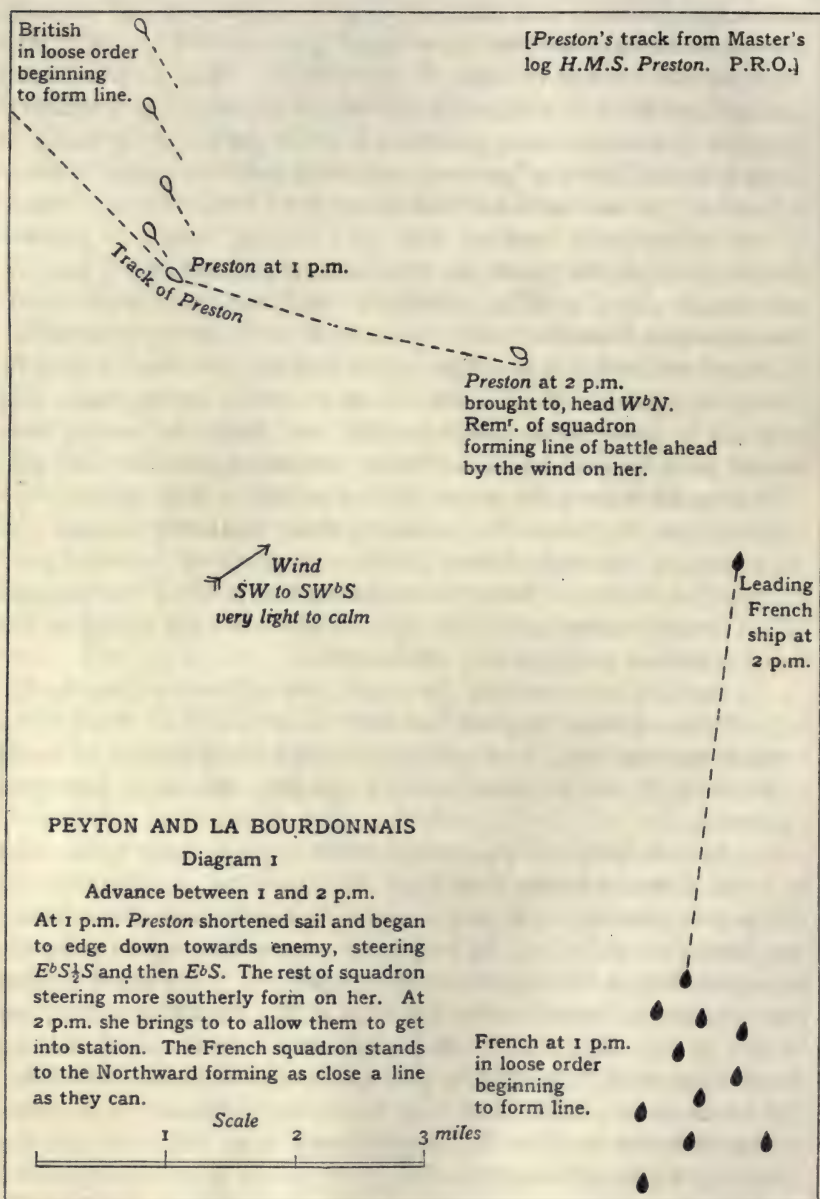 British
in loose order
beginning
to form line.
[Preston's track from Master's
log H.M.S. Preston. P.R.O.]
Preston at 1 p.m.
Track of Preston
Preston at 2 p.m.
brought to, head WᵇN.
Remʳ. of squadron
forming line of battle ahead
by the wind on her.
Wind
SW to SWᵇS
very light to calm
Leading
French
ship at
2 p.m.
PEYTON AND LA BOURDONNAIS
Diagram 1
Advance between 1 and 2 p.m.
At 1 p.m. Preston shortened sail and began
to edge down towards enemy, steering
EᵇS½S and then EᵇS. The rest of squadron
steering more southerly form on her. At
2 p.m. she brings to to allow them to get
into station. The French squadron stands
to the Northward forming as close a line
as they can.
French at 1 p.m.
in loose order
beginning
to form line.
Scale
1 2 3 miles